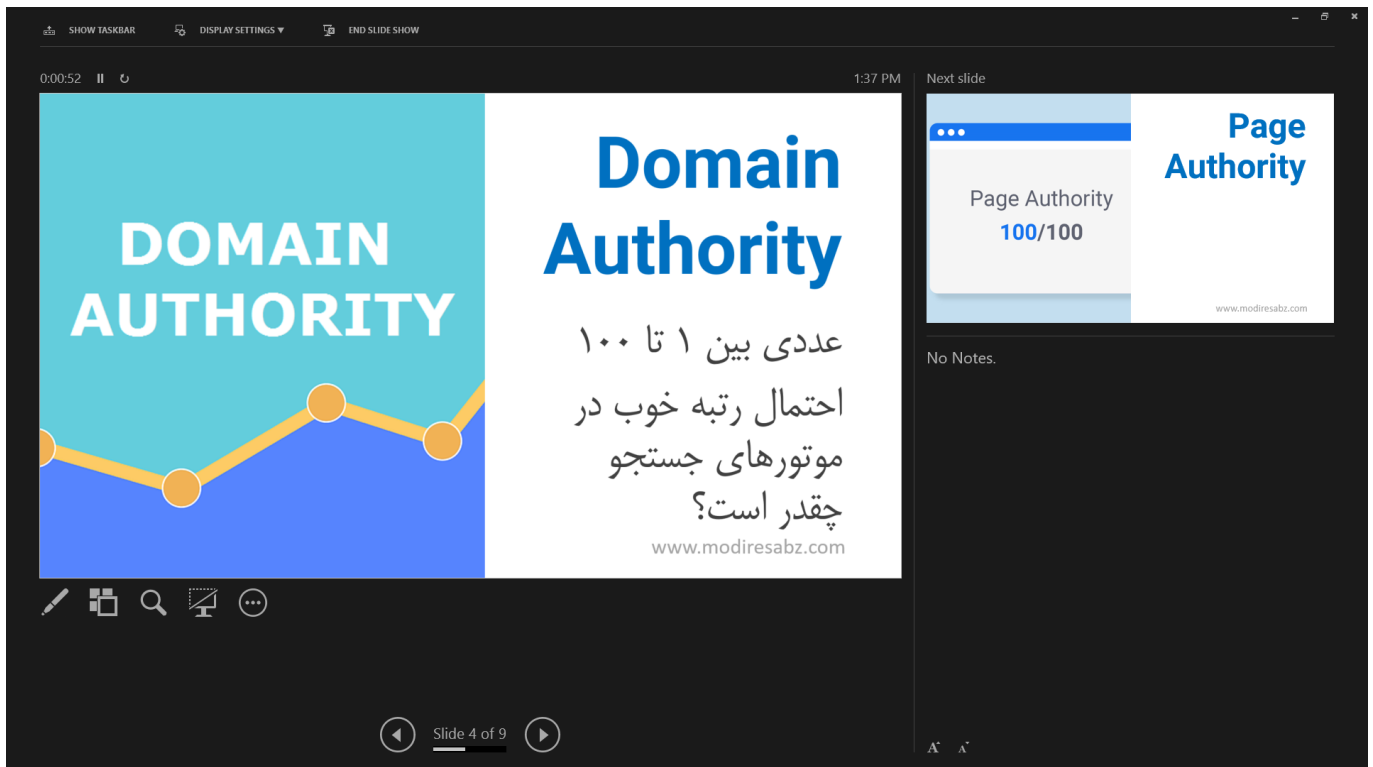 SHOW TASKBAR
DISPLAY SETTINGS ▼
END SLIDE SHOW
0:00:52
1:37 PM
DOMAIN
AUTHORITY
Domain
Authority
عددی بین ۱ تا ۱۰۰
احتمال رتبه خوب در
موتورهای جستجو
چقدر است؟
www.modiresabz.com
Next slide
Page Authority
100/100
Page
Authority
www.modiresabz.com
No Notes.
Slide 4 of 9
A A